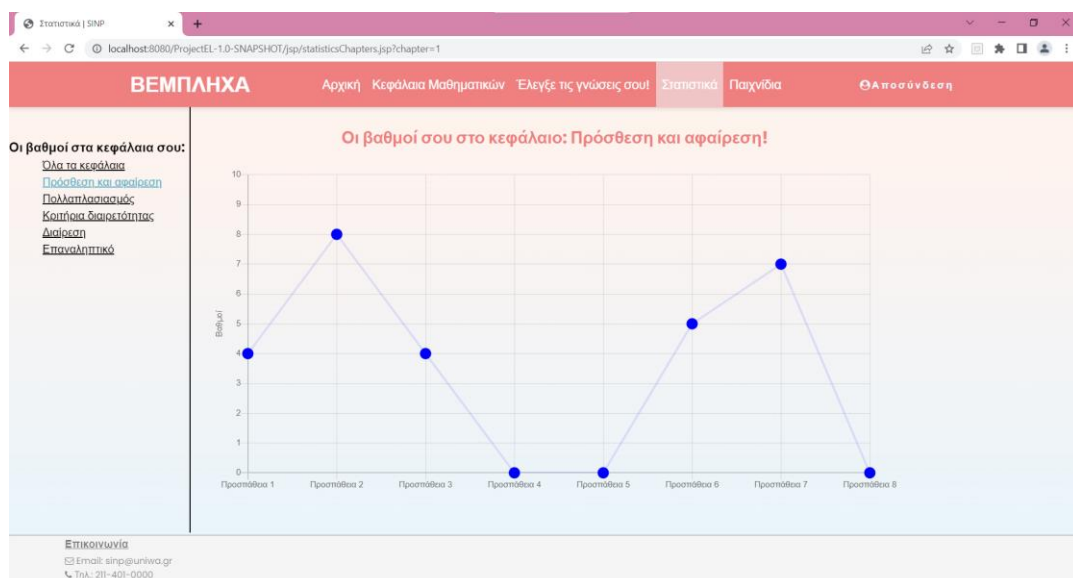 Στατιστικά | SINP
localhost:8080/ProjectEL-1.0-SNAPSHOT/jsp/statisticsChapters.jsp?chapter=1
ΒΕΜΠΛΗΧΑ
Αρχική Κεφάλαια Μαθηματικών Έλεγξε τις γνώσεις σου! Στατιστικά Παιχνίδια Αποσύνδεση
Οι βαθμοί στα κεφάλαια σου:
Όλα τα κεφάλαια
Πρόσθεση και αφαίρεση
Πολλαπλασιασμός
Κριτήρια διαιρετότητας
Διαίρεση
Επαναληπτικό
Οι βαθμοί σου στο κεφάλαιο: Πρόσθεση και αφαίρεση!
Βαθμοί
10
9
8
7
6
5
4
3
2
1
0
Προσπάθεια 1 Προσπάθεια 2 Προσπάθεια 3 Προσπάθεια 4 Προσπάθεια 5 Προσπάθεια 6 Προσπάθεια 7 Προσπάθεια 8
Επικοινωνία
Email: sinp@uniwa.gr
Τηλ.: 211-401-0000